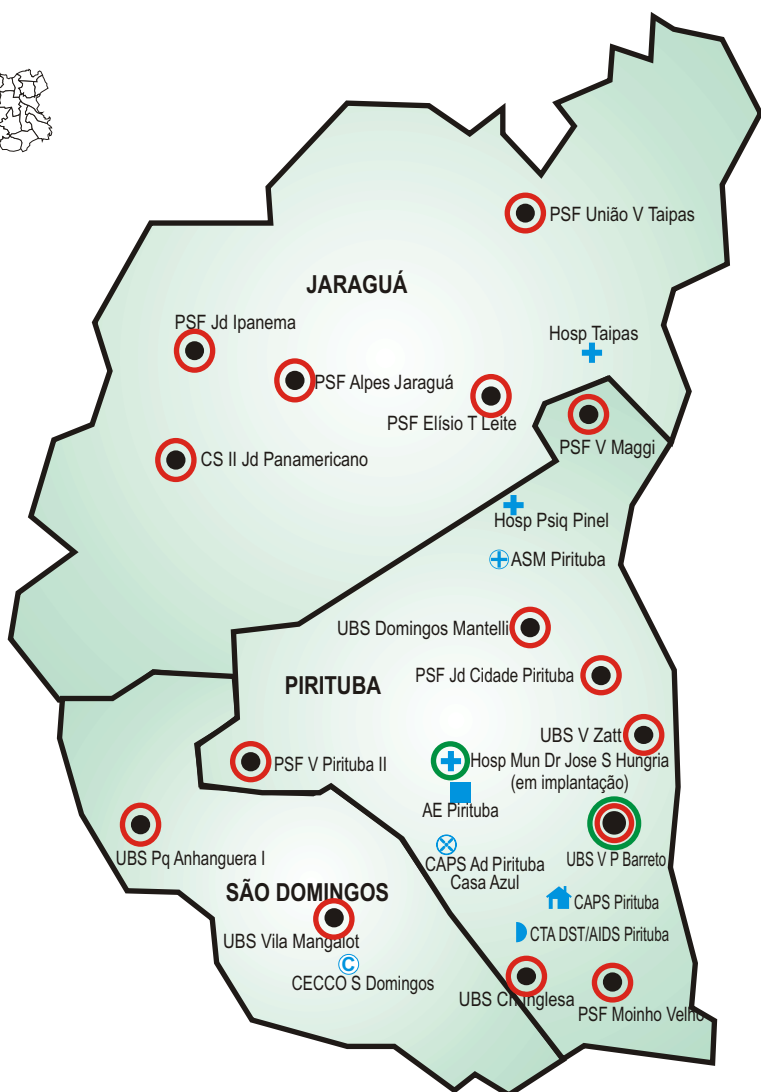 PSF União V Taipas
JARAGUÁ
PSF Jd Ipanema
Hosp Taipas
PSF Alpes Jaraguá
PSF Elísio T Leite
PSF V Maggi
CS II Jd Panamericano
Hosp Psiq Pinel
ASM Pirituba
UBS Domingos Mantelli
PSF Jd Cidade Pirituba
PIRITUBA
UBS V Zatt
PSF V Pirituba II
Hosp Mun Dr Jose S Hungria
(em implantação)
AE Pirituba
UBS Pq Anhanguera I
CAPS Ad Pirituba
Casa Azul
UBS V P Barreto
SÃO DOMINGOS
CAPS Pirituba
UBS Vila Mangalot
CTA DST/AIDS Pirituba
C
CECCO S Domingos
UBS Ch Inglesa
PSF Moinho Velho